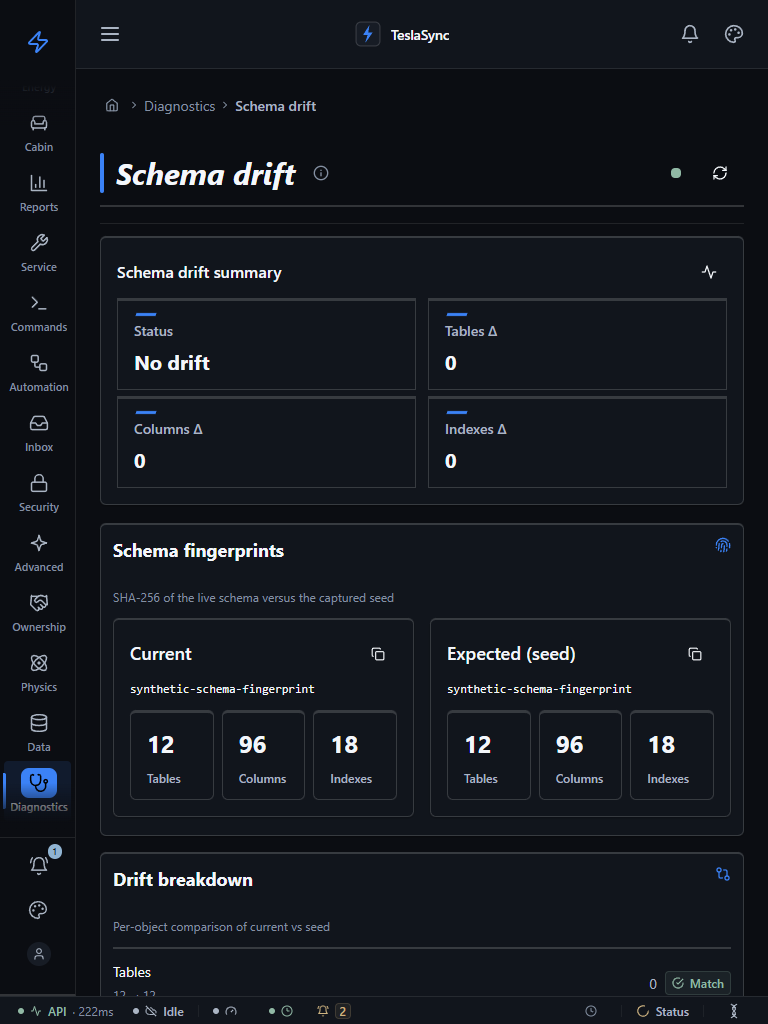 TeslaSync
Energy
Cabin
Reports
Service
Commands
Automation
Inbox
Security
Advanced
Ownership
Physics
Data
Diagnostics
1
Diagnostics > Schema drift
Schema drift
Schema drift summary
Status
No drift
Tables Δ
0
Columns Δ
0
Indexes Δ
0
Schema fingerprints
SHA-256 of the live schema versus the captured seed
Current
synthetic-schema-fingerprint
12
Tables
96
Columns
18
Indexes
Expected (seed)
synthetic-schema-fingerprint
12
Tables
96
Columns
18
Indexes
Drift breakdown
Per-object comparison of current vs seed
Tables
0
Match
API · 222ms
Idle
2
Status